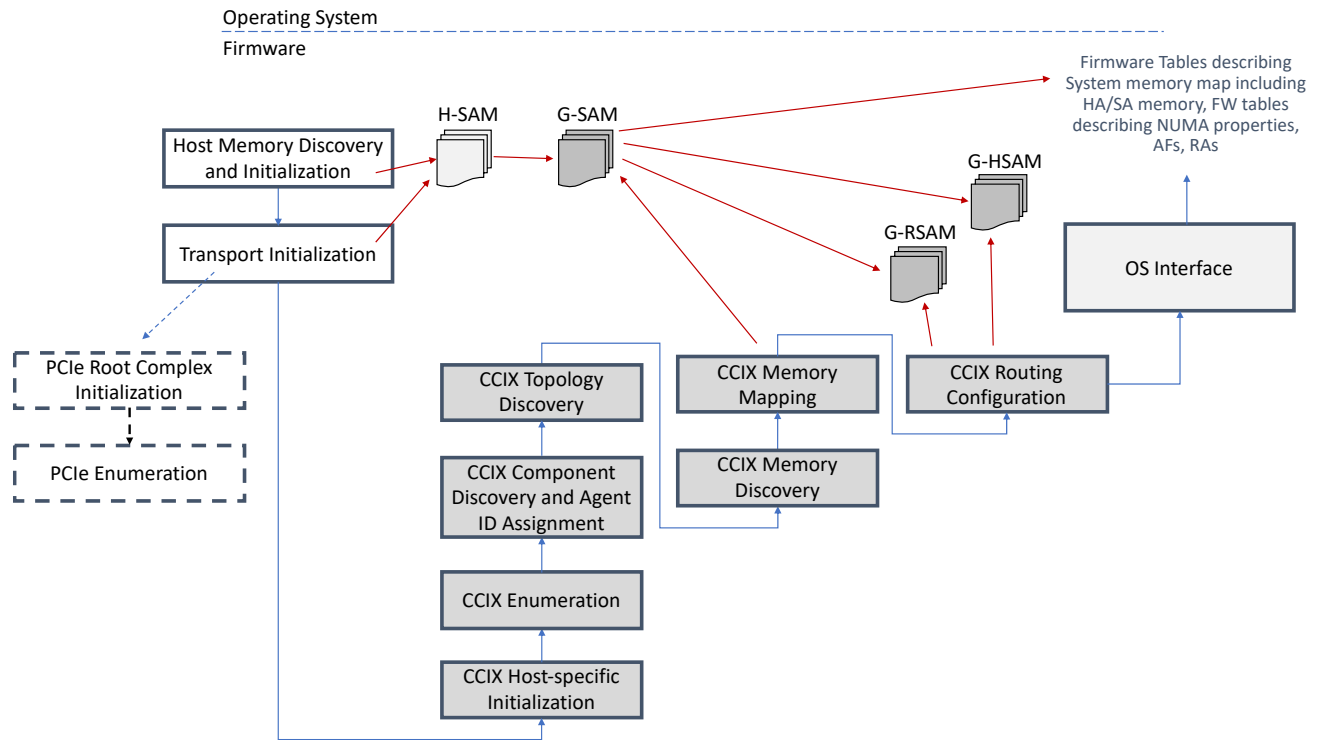 Operating System
Firmware
Firmware Tables describing
System memory map including
HA/SA memory, FW tables
describing NUMA properties,
AFs, RAs
H-SAM
G-SAM
Host Memory Discovery
and Initialization
G-HSAM
Transport Initialization
G-RSAM
OS Interface
PCIe Root Complex
Initialization
PCIe Enumeration
CCIX Topology
Discovery
CCIX Memory
Mapping
CCIX Routing
Configuration
CCIX Component
Discovery and Agent
ID Assignment
CCIX Memory
Discovery
CCIX Enumeration
CCIX Host-specific
Initialization